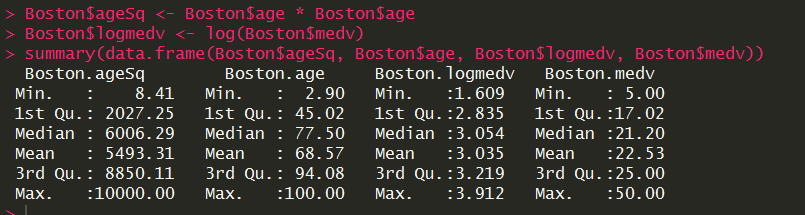 > Boston$ageSq <- Boston$age * Boston$age
> Boston$logmedv <- log(Boston$medv)
> summary(data.frame(Boston$ageSq, Boston$age, Boston$logmedv, Boston$medv))
  Boston.ageSq       Boston.age     Boston.logmedv   Boston.medv
 Min.   :    8.41   Min.   :  2.90   Min.   :1.609   Min.   : 5.00
 1st Qu.: 2027.25   1st Qu.: 45.02   1st Qu.:2.835   1st Qu.:17.02
 Median : 6006.29   Median : 77.50   Median :3.054   Median :21.20
 Mean   : 5493.31   Mean   : 68.57   Mean   :3.035   Mean   :22.53
 3rd Qu.: 8850.11   3rd Qu.: 94.08   3rd Qu.:3.219   3rd Qu.:25.00
 Max.   :10000.00   Max.   :100.00   Max.   :3.912   Max.   :50.00
>